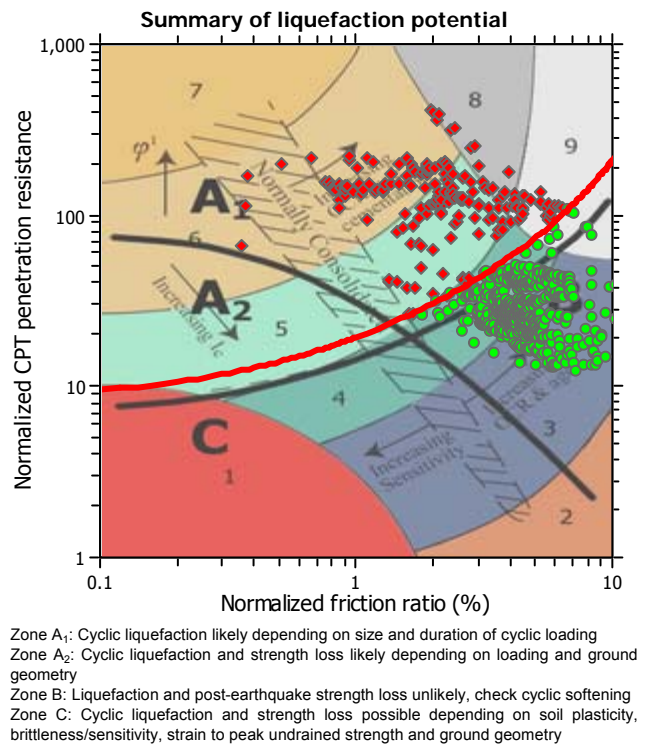 Summary of liquefaction potential
Normalized CPT penetration resistance
1,000
100
10
1
0.1
1
10
Normalized friction ratio (%)
7
8
9
φ'
A1
Normally Consolidated
6
A2
Increasing Ic
5
4
C
1
Increasing
Sensitivity
Increasing
3
2
Zone A1: Cyclic liquefaction likely depending on size and duration of cyclic loading
Zone A2: Cyclic liquefaction and strength loss likely depending on loading and ground
geometry
Zone B: Liquefaction and post-earthquake strength loss unlikely, check cyclic softening
Zone C: Cyclic liquefaction and strength loss possible depending on soil plasticity,
brittleness/sensitivity, strain to peak undrained strength and ground geometry